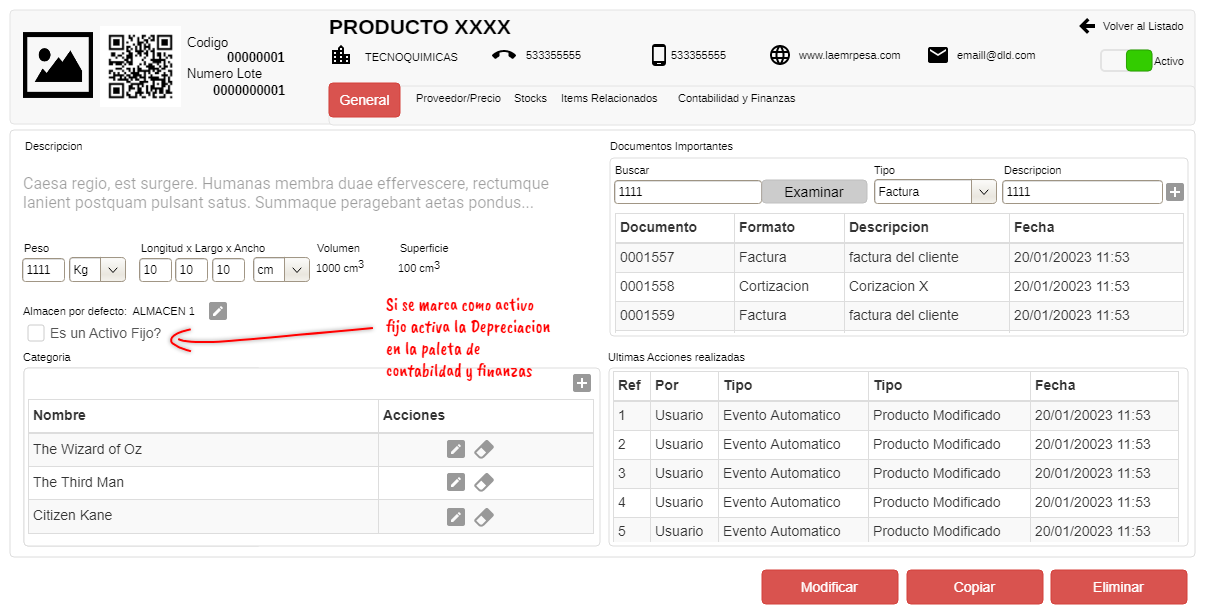 PRODUCTO XXXX
Volver al Listado
Codigo
00000001
Numero Lote
0000000001
TECNOQUIMICAS
533355555
533355555
www.laemrpesa.com
emaill@dld.com
Activo
General
Proveedor/Precio
Stocks
Items Relacionados
Contabilidad y Finanzas
Descripcion
Caesa regio, est surgere. Humanas membra duae effervescere, rectumque
lanient postquam pulsant satus. Summaque peragebant aetas pondus...
Peso
Longitud x Largo x Ancho
Volumen
Superficie
1111
Kg
10
10
10
cm
1000 cm3
100 cm3
Almacen por defecto: ALMACEN 1
Es un Activo Fijo?
Si se marca como activo
fijo activa la Depreciacion
en la paleta de
contabildad y finanzas
Categoria
Nombre Acciones
The Wizard of Oz
The Third Man
Citizen Kane
Documentos Importantes
Buscar
Tipo
Descripcion
1111
Examinar
Factura
1111
Documento Formato Descripcion Fecha
0001557 Factura factura del cliente 20/01/20023 11:53
0001558 Cortizacion Corizacion X 20/01/20023 11:53
0001559 Factura factura del cliente 20/01/20023 11:53
Ultimas Acciones realizadas
Ref Por Tipo Tipo Fecha
1 Usuario Evento Automatico Producto Modificado 20/01/20023 11:53
2 Usuario Evento Automatico Producto Modificado 20/01/20023 11:53
3 Usuario Evento Automatico Producto Modificado 20/01/20023 11:53
4 Usuario Evento Automatico Producto Modificado 20/01/20023 11:53
5 Usuario Evento Automatico Producto Modificado 20/01/20023 11:53
Modificar
Copiar
Eliminar